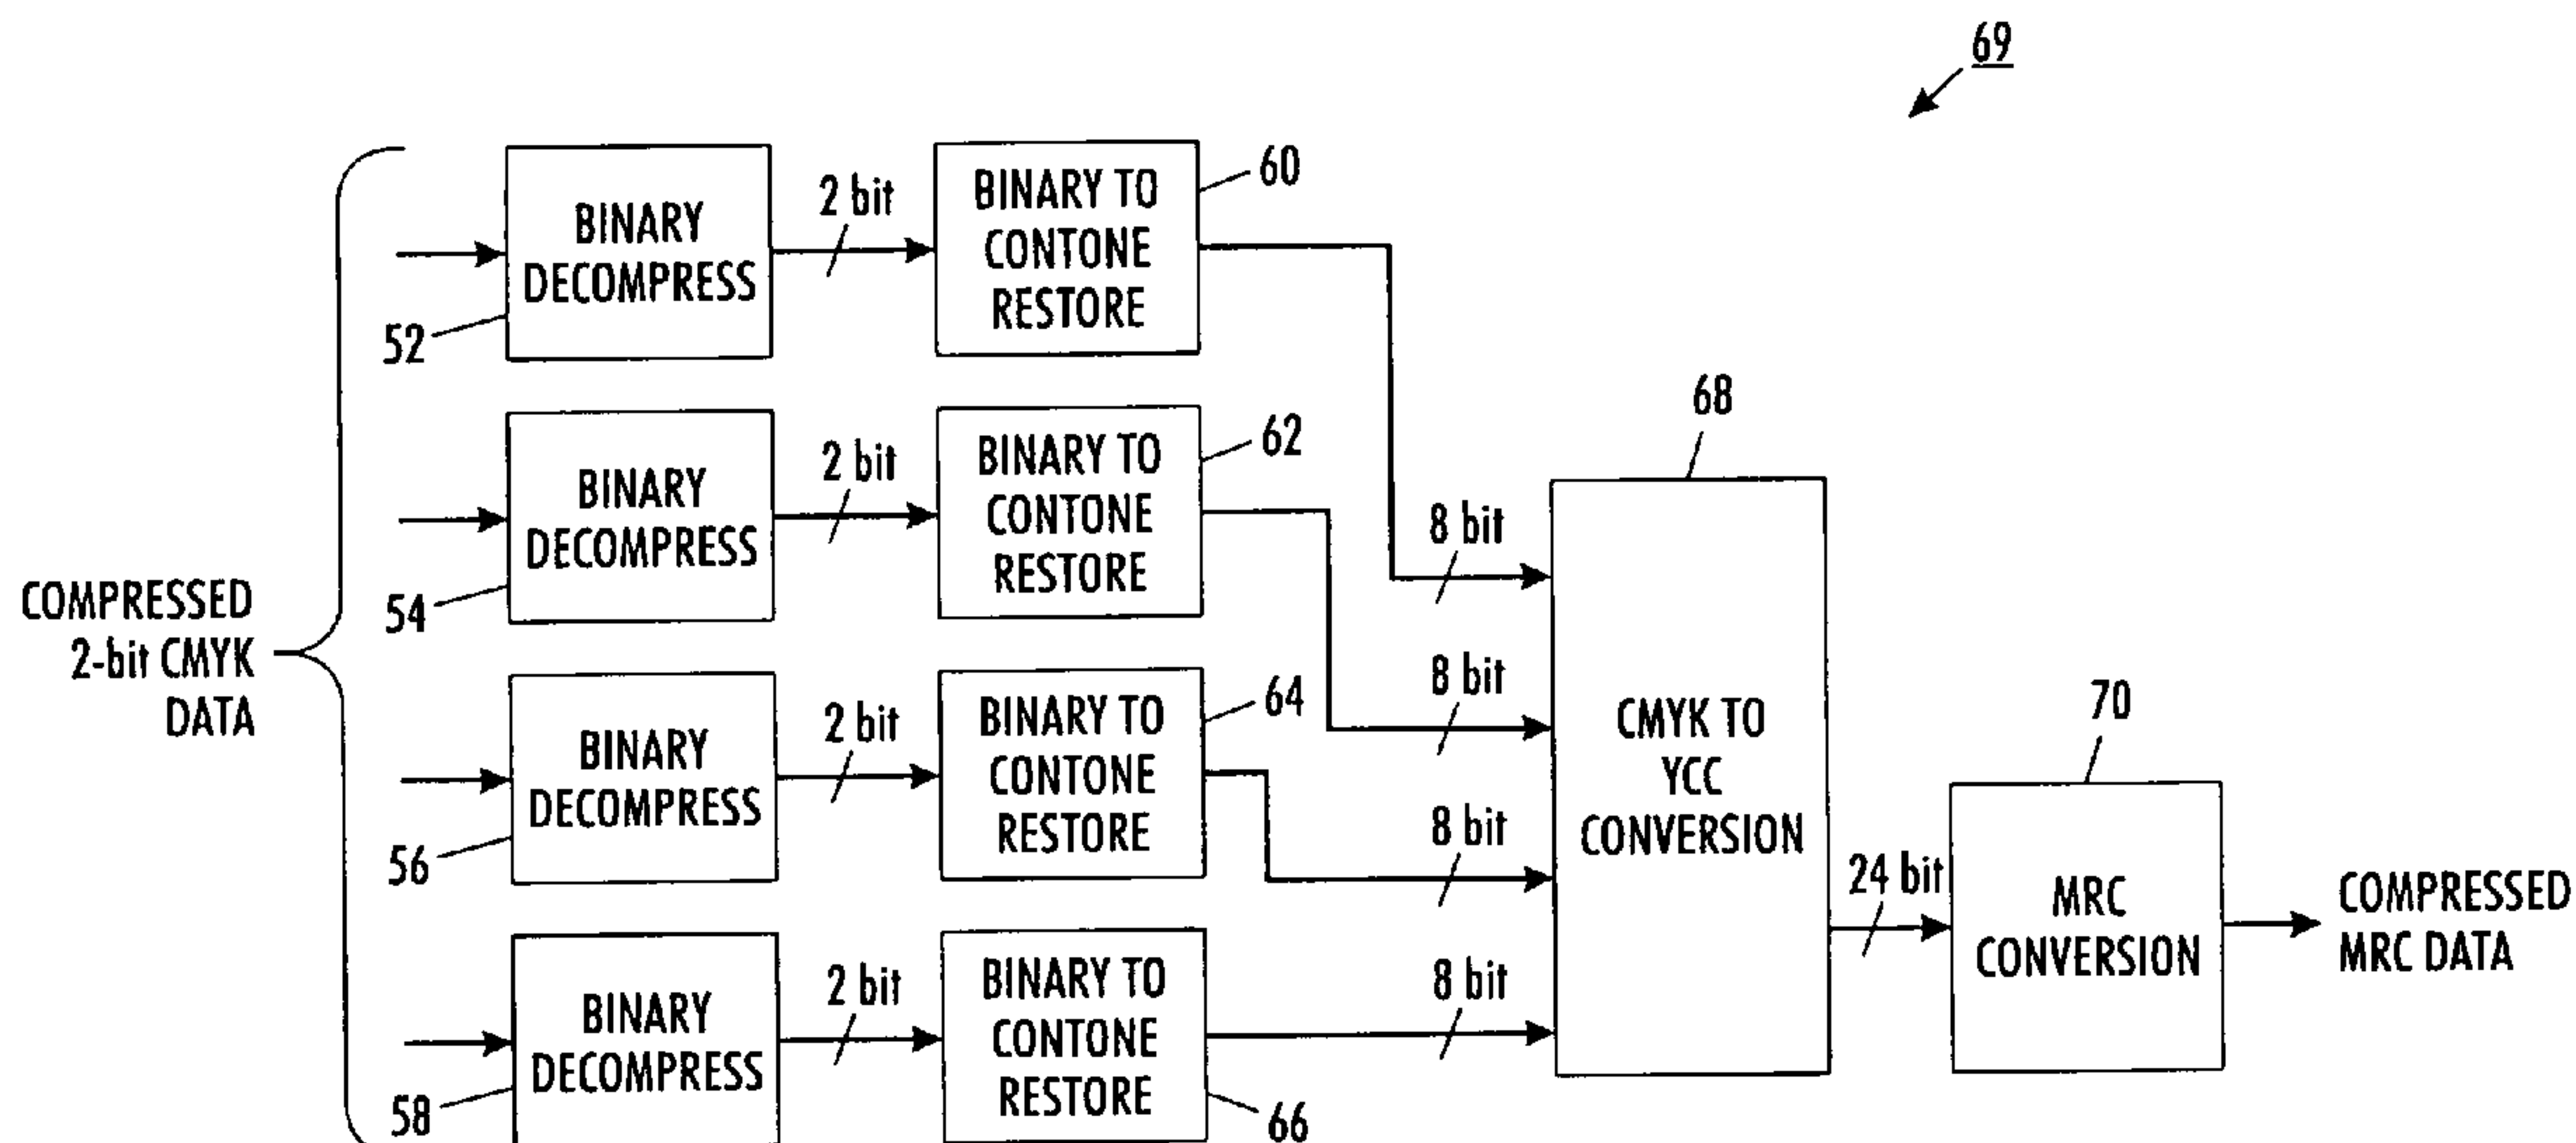 69
BINARY
DECOMPRESS
52
2 bit
BINARY TO
CONTONE
RESTORE
60
BINARY
DECOMPRESS
54
2 bit
BINARY TO
CONTONE
RESTORE
62
COMPRESSED
2-bit CMYK
DATA
BINARY
DECOMPRESS
56
2 bit
BINARY TO
CONTONE
RESTORE
64
BINARY
DECOMPRESS
58
2 bit
BINARY TO
CONTONE
RESTORE
66
8 bit
8 bit
8 bit
8 bit
68
CMYK TO
YCC
CONVERSION
24 bit
70
MRC
CONVERSION
COMPRESSED
MRC DATA